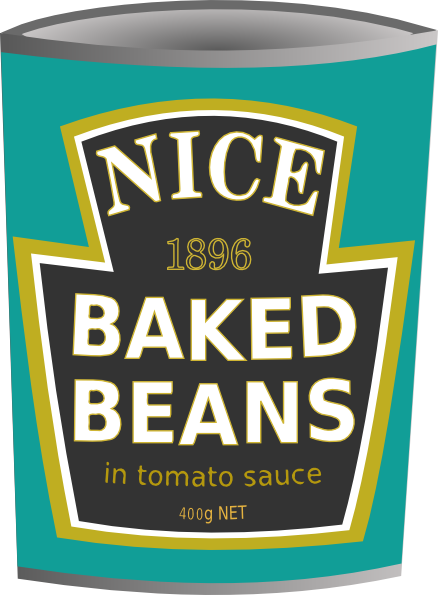 NICE
1896
BAKED
BEANS
in tomato sauce
400g NET